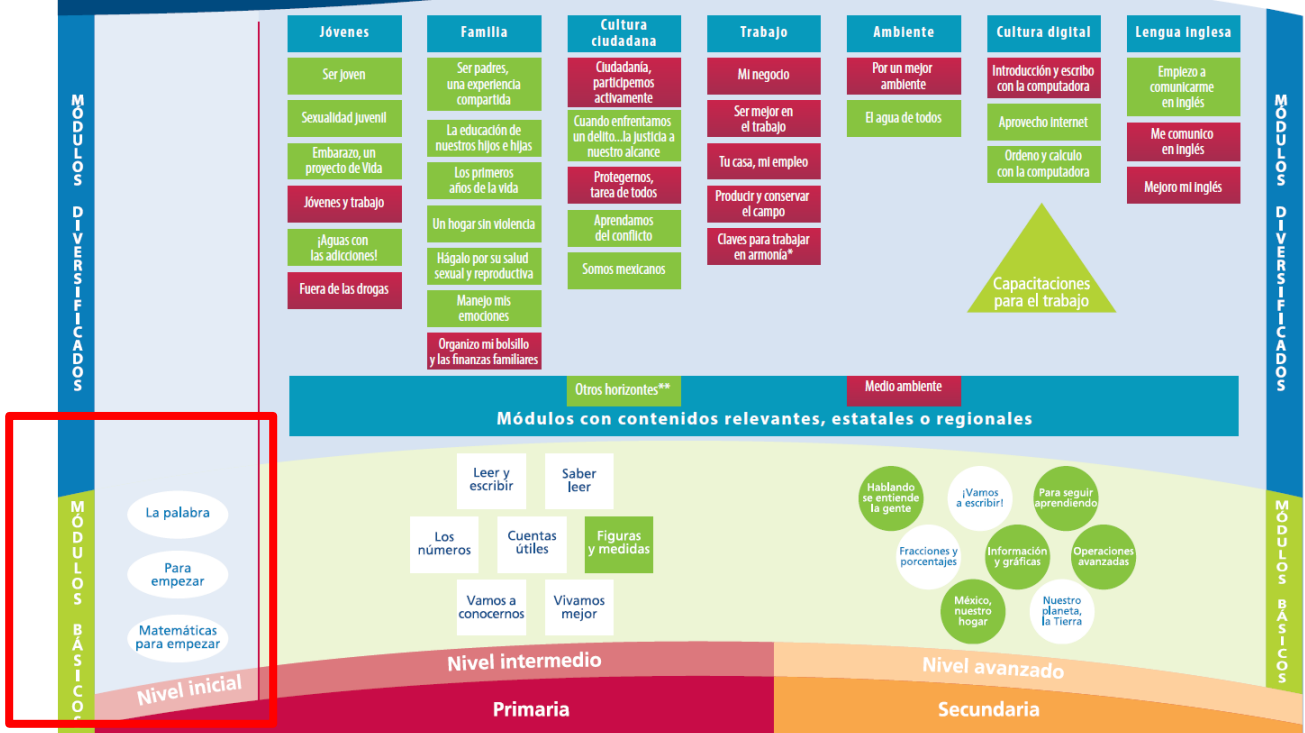 MÓDULOS DIVERSIFICADOS
Jóvenes
Ser joven
Sexualidad juvenil
Embarazo, un
proyecto de Vida
Jóvenes y trabajo
¡Aguas con
las adicciones!
Fuera de las drogas
Familia
Ser padres,
una experiencia
compartida
La educación de
nuestros hijos e hijas
Los primeros
años de la vida
Un hogar sin violencia
Hágalo por su salud
sexual y reproductiva
Manejo mis
emociones
Organizo mi bolsillo
y las finanzas familiares
Cultura
ciudadana
Ciudadanía,
participemos
activamente
Cuando enfrentamos
un delito...la justicia a
nuestro alcance
Protegernos,
tarea de todos
Aprendamos
del conflicto
Somos mexicanos
Trabajo
Mi negocio
Ser mejor en
el trabajo
Tu casa, mi empleo
Producir y conservar
el campo
Claves para trabajar
en armonía*
Ambiente
Por un mejor
ambiente
El agua de todos
Cultura digital
Introducción y escribo
con la computadora
Aprovecho internet
Ordeno y calculo
con la computadora
Capacitaciones
para el trabajo
Lengua inglesa
Empiezo a
comunicarme
en inglés
Me comunico
en inglés
Mejoro mi inglés
MÓDULOS DIVERSIFICADOS
Otros horizontes**
Medio ambiente
Módulos con contenidos relevantes, estatales o regionales
MÓDULOS BÁSICOS
La palabra
Para
empezar
Matemáticas
para empezar
Leer y
escribir
Saber
leer
Los
números
Cuentas
útiles
Figuras
y medidas
Vamos a
conocernos
Vivamos
mejor
Hablando
se entiende
la gente
¡Vamos
a escribir!
Para seguir
aprendiendo
Fracciones y
porcentajes
Información
y gráficas
Operaciones
avanzadas
México,
nuestro
hogar
Nuestro
planeta,
la Tierra
MÓDULOS BÁSICOS
Nivel inicial
Nivel intermedio
Nivel avanzado
Primaria
Secundaria